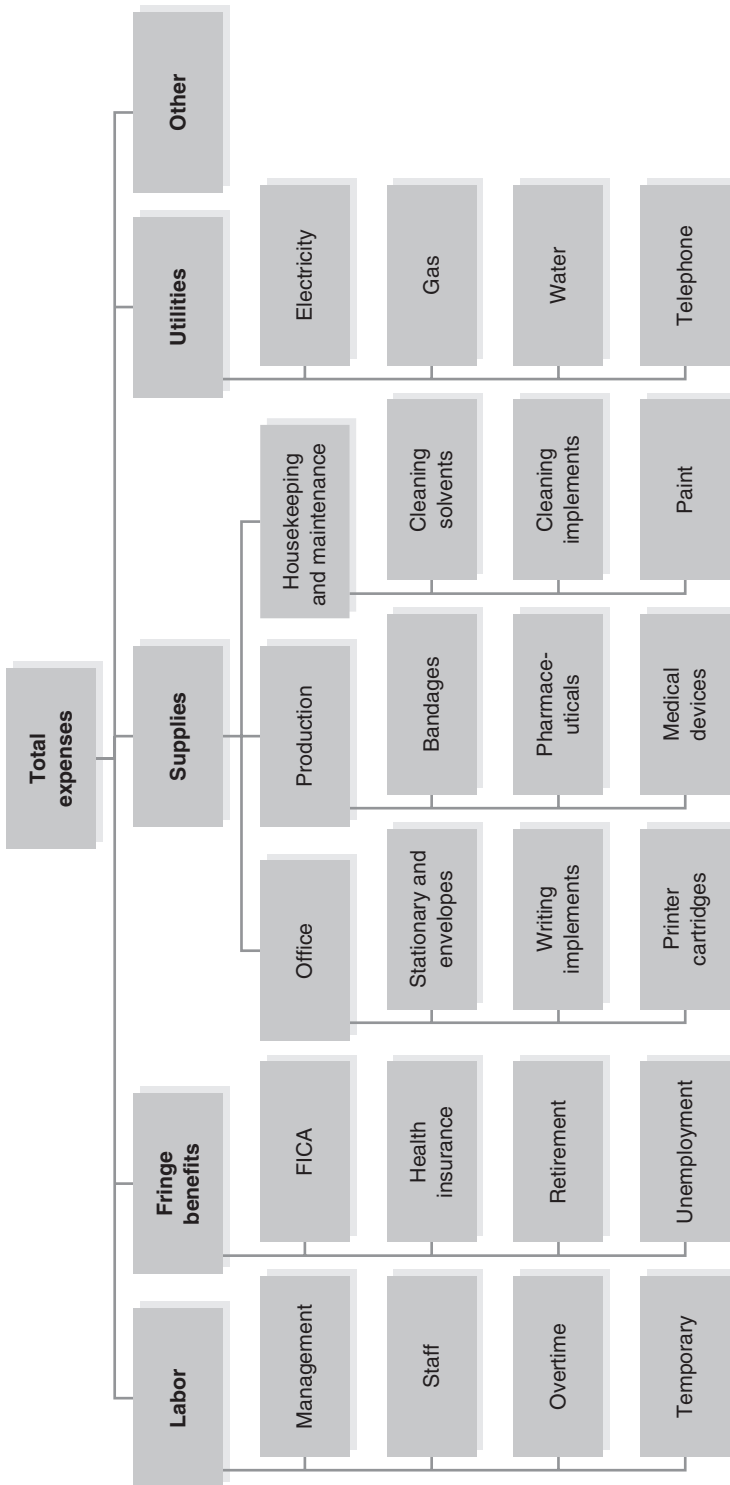 Total
expenses
Labor
Management
Staff
Overtime
Temporary
Fringe
benefits
FICA
Health
insurance
Retirement
Unemployment
Supplies
Office
Stationary and
envelopes
Writing
implements
Printer
cartridges
Production
Bandages
Pharmace-
uticals
Medical
devices
Housekeeping
and maintenance
Cleaning
solvents
Cleaning
implements
Paint
Utilities
Electricity
Gas
Water
Telephone
Other